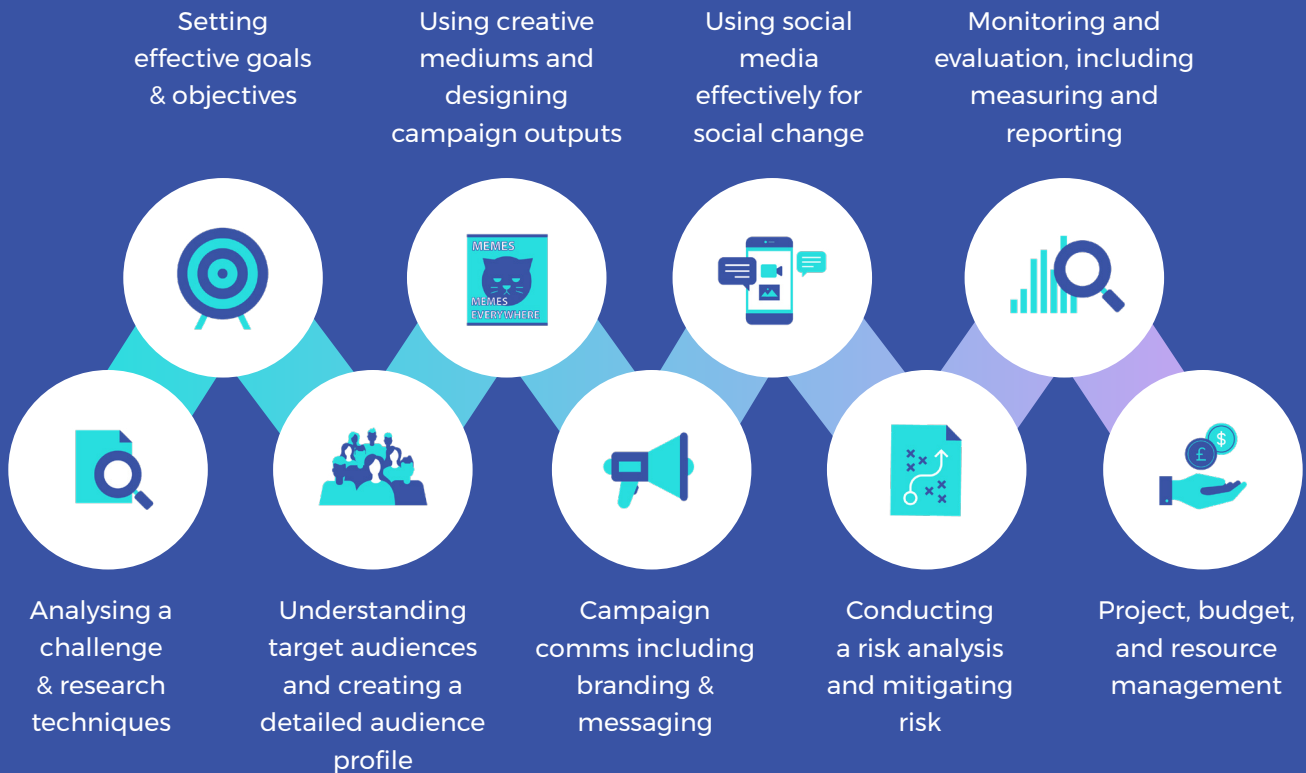 Setting
effective goals
& objectives
Using creative
mediums and
designing
campaign outputs
Using social
media
effectively for
social change
Monitoring and
evaluation, including
measuring and
reporting
MEMES
MEMES
EVERYWHERE
£
$
Analysing a
challenge
& research
techniques
Understanding
target audiences
and creating a
detailed audience
profile
Campaign
comms including
branding &
messaging
Conducting
a risk analysis
and mitigating
risk
Project, budget,
and resource
management